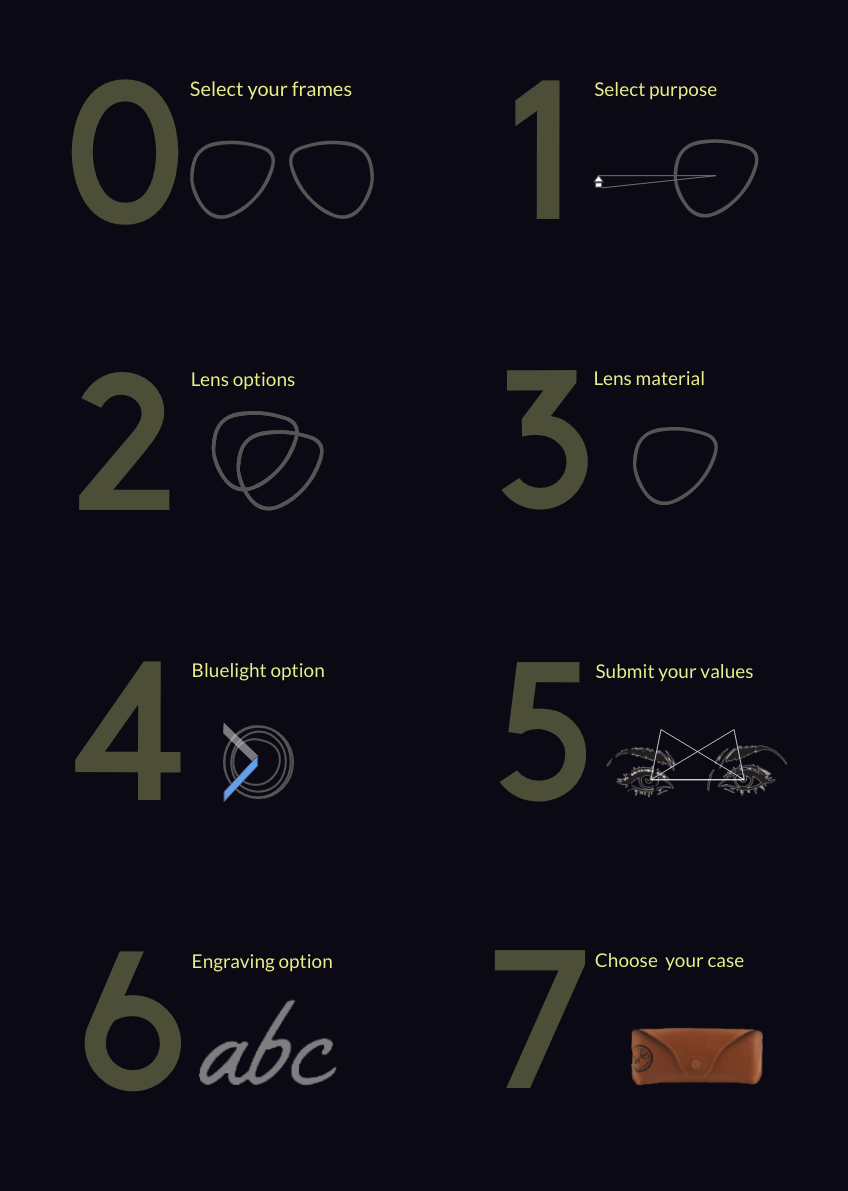 0
Select your frames
1
Select purpose
2
Lens options
3
Lens material
4
Bluelight option
5
Submit your values
6
Engraving option
abc
7
Choose  your case